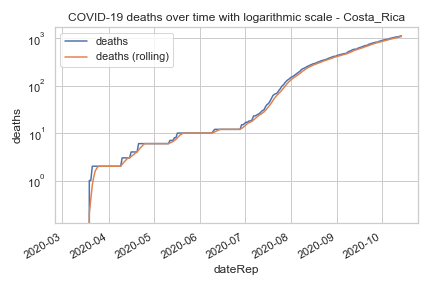 COVID-19 deaths over time with logarithmic scale - Costa_Rica
deaths
deaths (rolling)
10³
10²
10¹
10⁰
deaths
2020-03
2020-04
2020-05
2020-06
2020-07
2020-08
2020-09
2020-10
dateRep